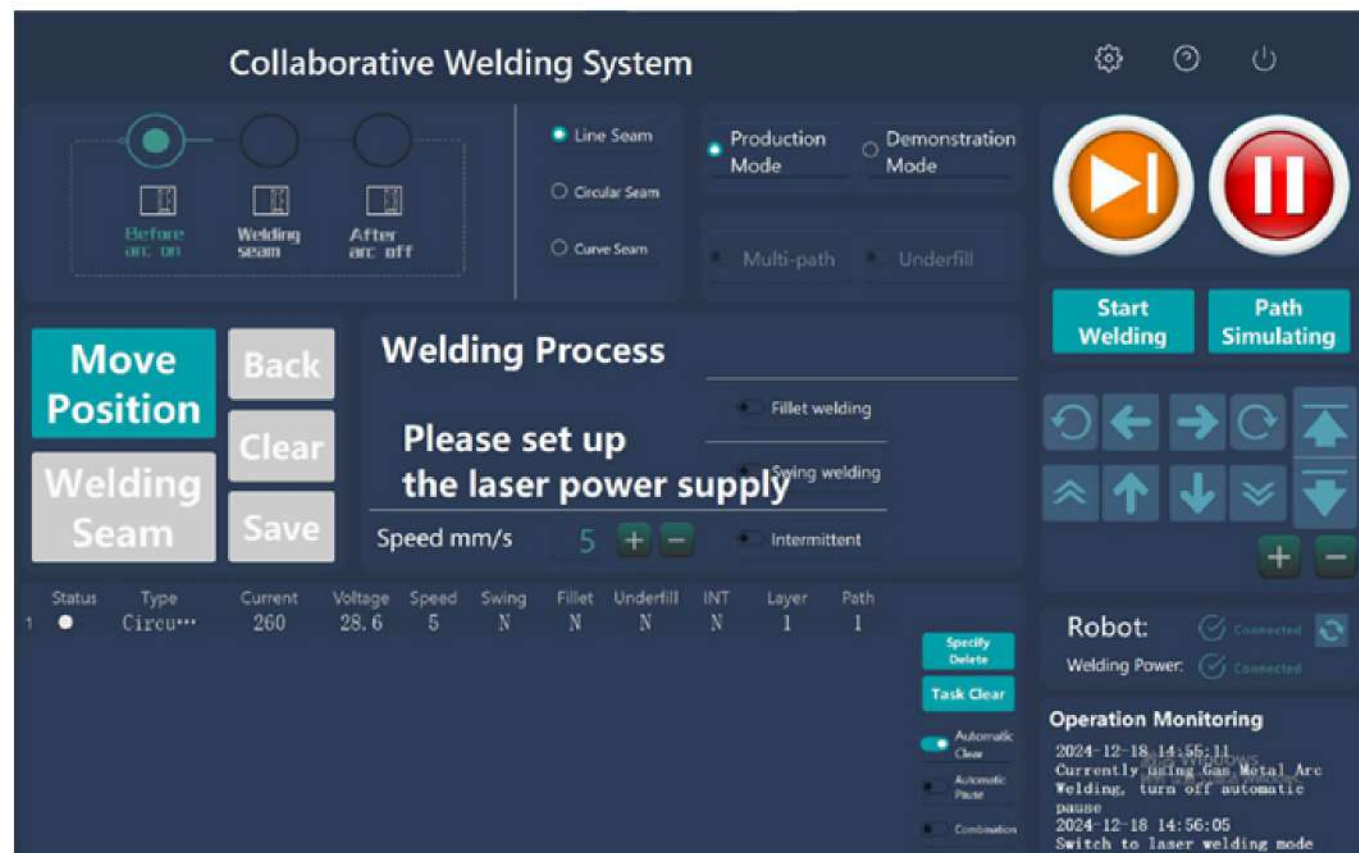 Collaborative Welding System
Before
arc on
Welding
seam
After
arc off
Line Seam
Circular Seam
Curve Seam
Production
Mode
Demonstration
Mode
Multi-path
Underfill
Start
Welding
Path
Simulating
Move
Position
Back
Clear
Welding
Seam
Save
Welding Process
Please set up
the laser power supply
Fillet welding
Swing welding
Speed mm/s 5 + −
Intermittent
+ −
Status Type Current Voltage Speed Swing Fillet Underfill INT Layer Path
1 Circu··· 260 28.6 5 N N N N 1 1
Specify
Delete
Task Clear
Automatic
Clear
Automatic
Pause
Combination
Robot: Connected
Welding Power: Connected
Operation Monitoring
2024-12-18 14:55:11
Currently using Gas Metal Arc
Welding, turn off automatic
pause
2024-12-18 14:56:05
Switch to laser welding mode